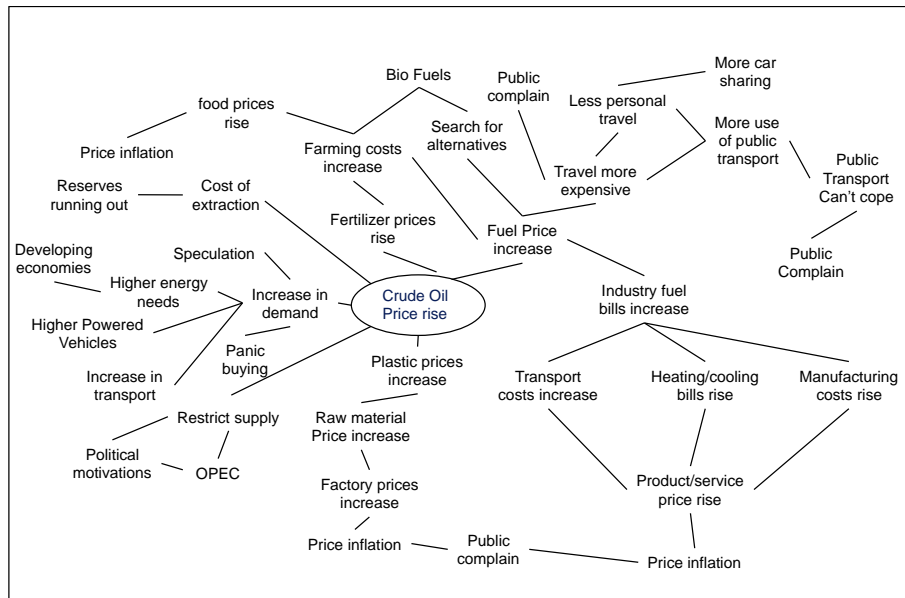 More car
sharing
Bio Fuels
Public
complain
Less personal
travel
food prices
rise
Search for
alternatives
More use
of public
transport
Price inflation
Farming costs
increase
Travel more
expensive
Public
Transport
Can't cope
Reserves
running out
Cost of
extraction
Fertilizer prices
rise
Fuel Price
increase
Public
Complain
Developing
economies
Speculation
Higher energy
needs
Increase in
demand
Crude Oil
Price rise
Industry fuel
bills increase
Higher Powered
Vehicles
Panic
buying
Plastic prices
increase
Increase in
transport
Transport
costs increase
Heating/cooling
bills rise
Manufacturing
costs rise
Restrict supply
Raw material
Price increase
Political
motivations
OPEC
Factory prices
increase
Product/service
price rise
Price inflation
Public
complain
Price inflation